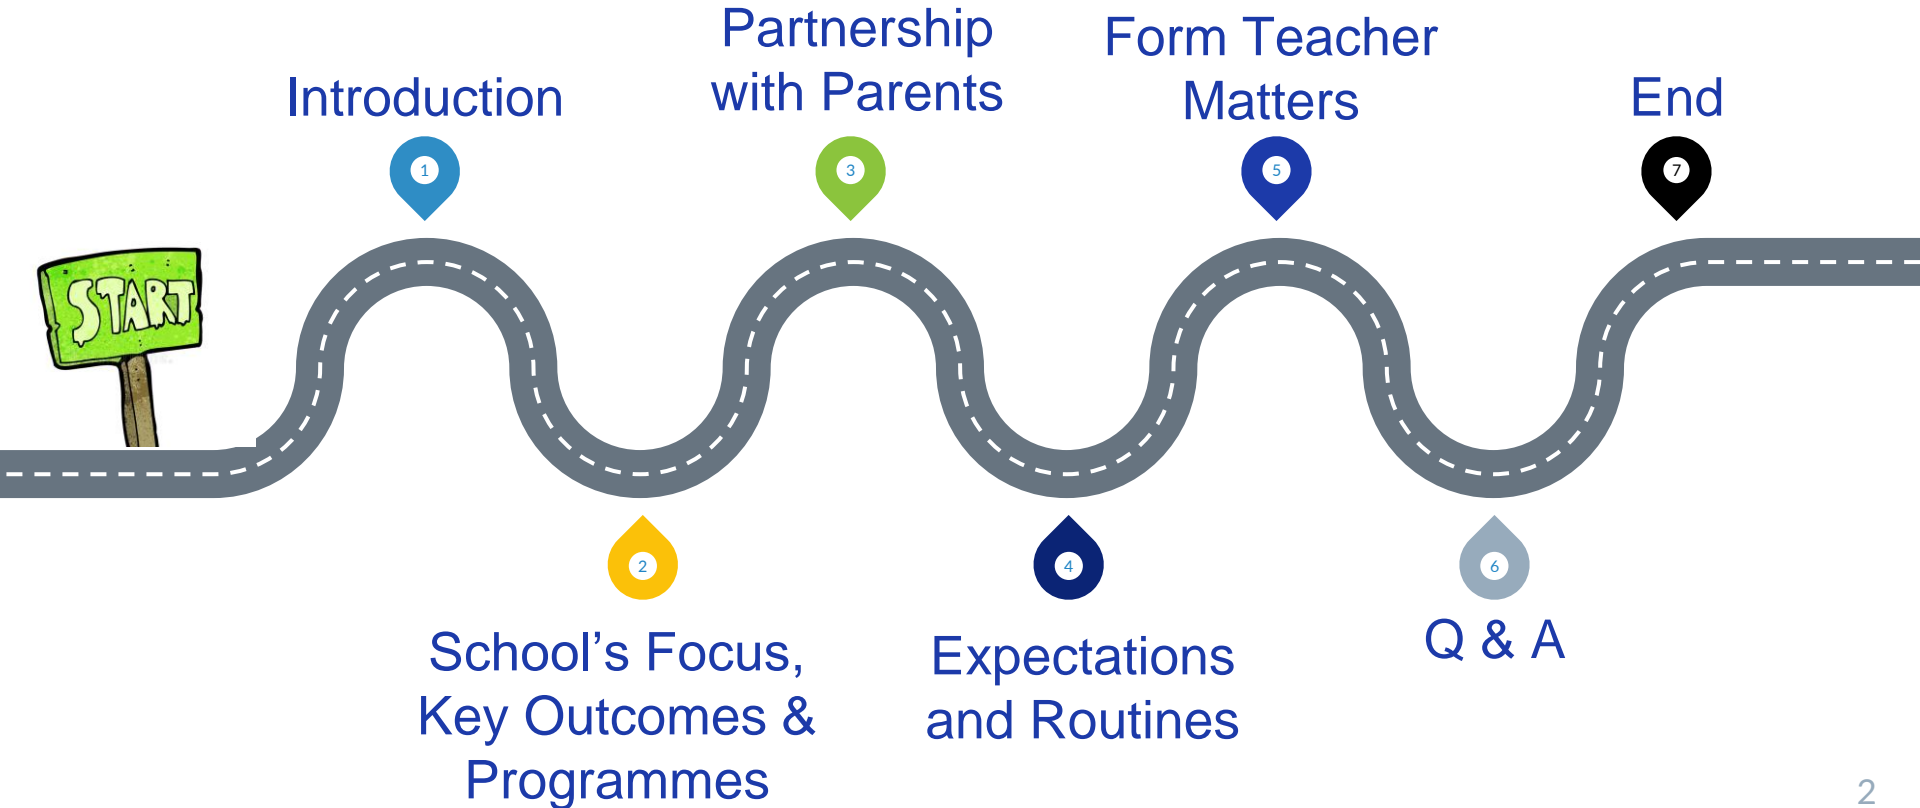 START
Introduction
1
School’s Focus,
Key Outcomes &
Programmes
2
Partnership
with Parents
3
Expectations
and Routines
4
Form Teacher
Matters
5
Q & A
6
End
7
2